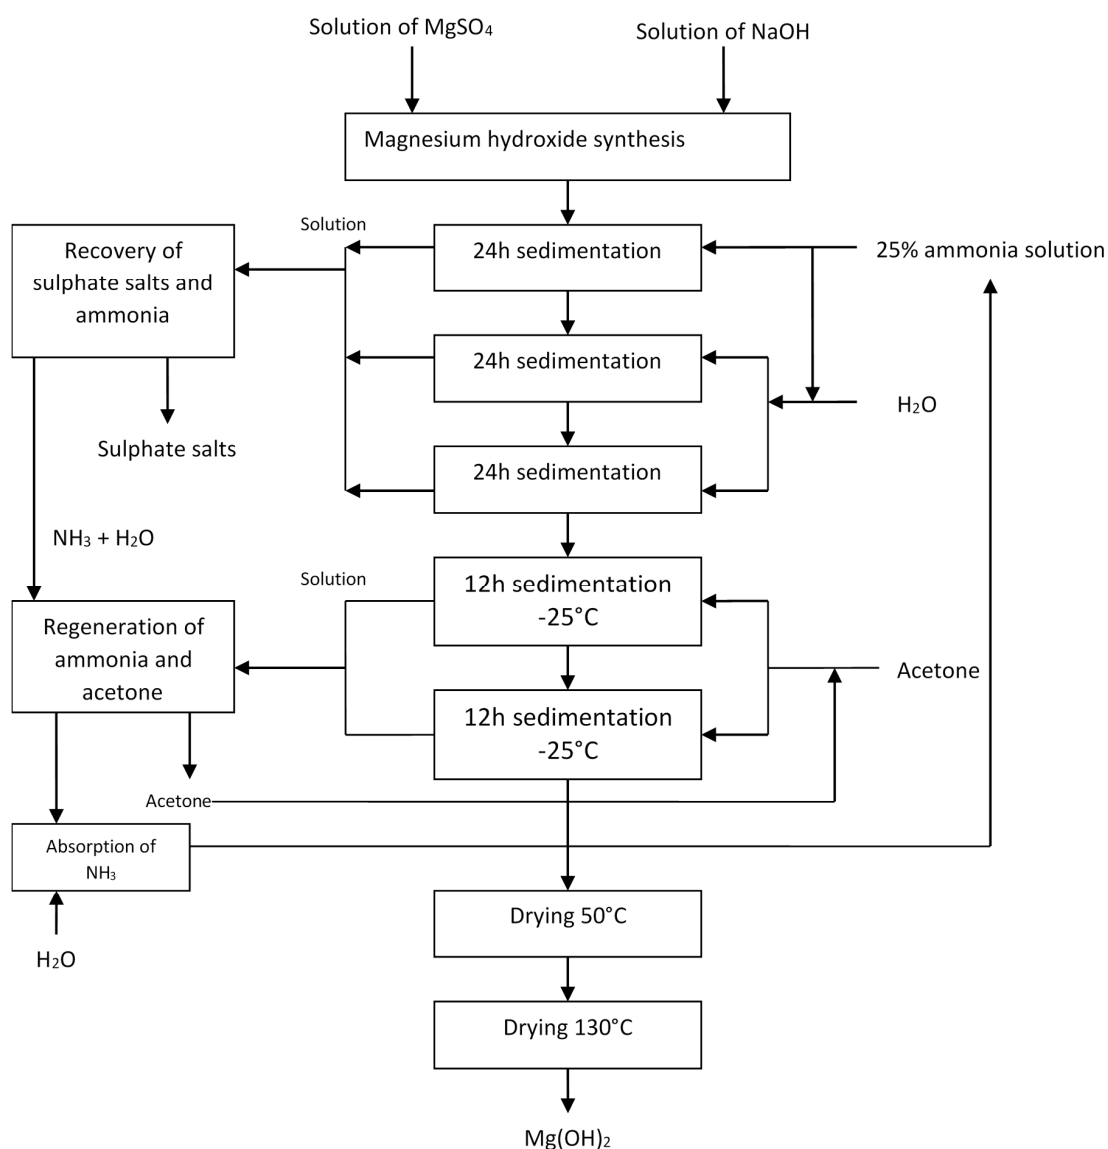 Solution of MgSO₄
Solution of NaOH
Magnesium hydroxide synthesis
Solution
Recovery of
sulphate salts and
ammonia
24h sedimentation
25% ammonia solution
24h sedimentation
H₂O
Sulphate salts
24h sedimentation
NH₃ + H₂O
Solution
12h sedimentation
-25°C
Regeneration of
ammonia and
acetone
Acetone
12h sedimentation
-25°C
Acetone
Absorption of
NH₃
H₂O
Drying 50°C
Drying 130°C
Mg(OH)₂